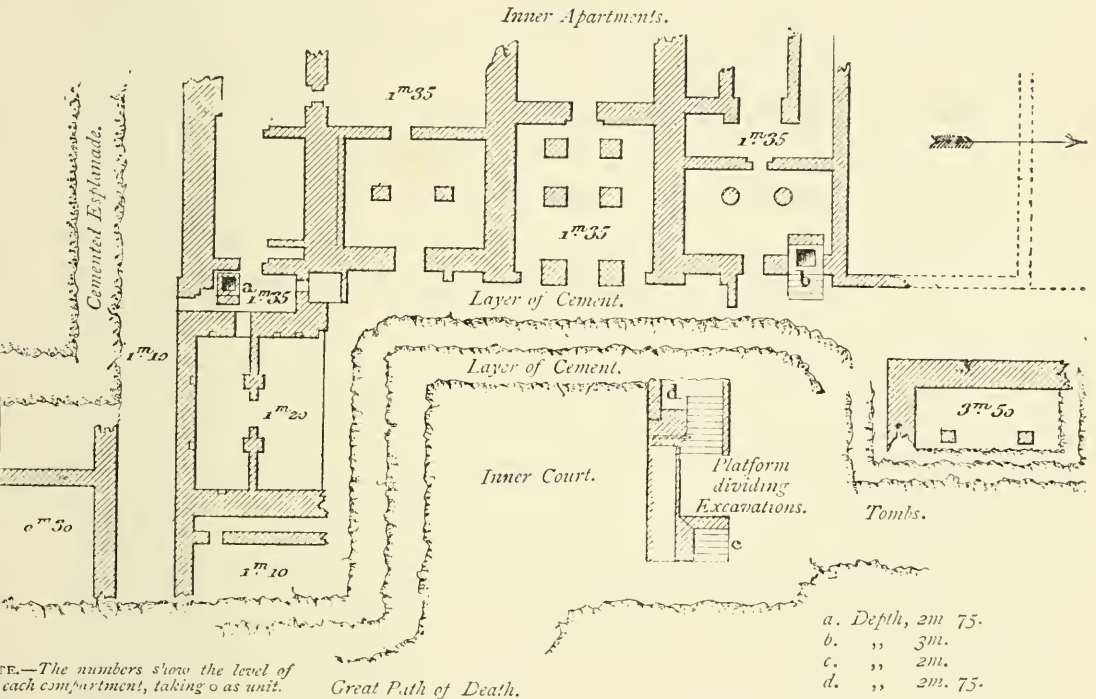 Inner Apartments.
Cemented Esplanade.
1m35
1m35
1m35
a
1m35
b
Layer of Cement.
1m10
Layer of Cement.
d
1m20
3m50
Inner Court.
Platform
dividing
Excavations.
Tombs.
0m50
c
1m10
a. Depth, 2m 75.
b. ,, 3m.
c. ,, 2m.
d. ,, 2m. 75.
TE.—The numbers show the level of
each compartment, taking o as unit.
Great Path of Death.